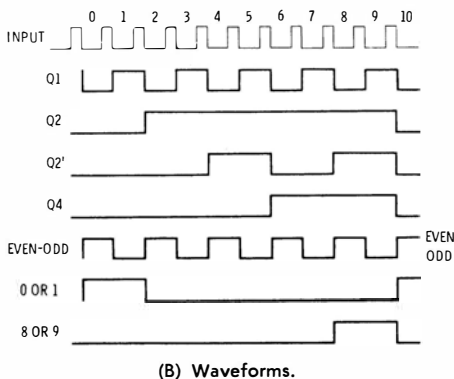 0 1 2 3 4 5 6 7 8 9 10
INPUT
Q1
Q2
Q2'
Q4
EVEN-ODD EVEN
ODD
0 OR 1
8 OR 9
(B) Waveforms.